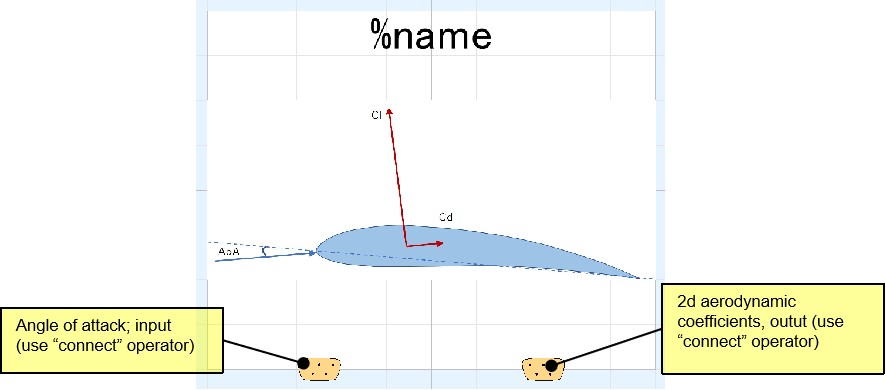 %name
Cl
Cd
AoA
Angle of attack; input
(use “connect” operator)
2d aerodynamic
coefficients, outut (use
“connect” operator)